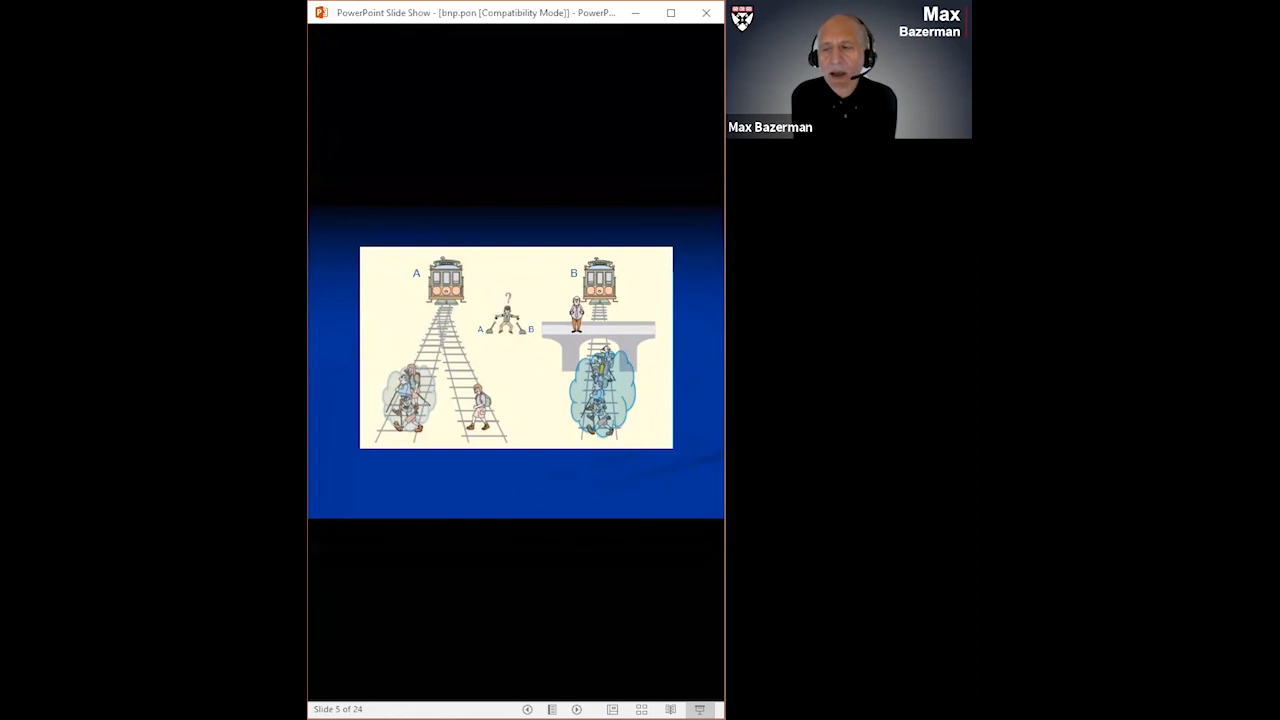 PowerPoint Slide Show - [bnp.pon [Compatibility Mode]] - PowerP...
Max
Bazerman
Max Bazerman
A
B
?
A
B
Slide 5 of 24